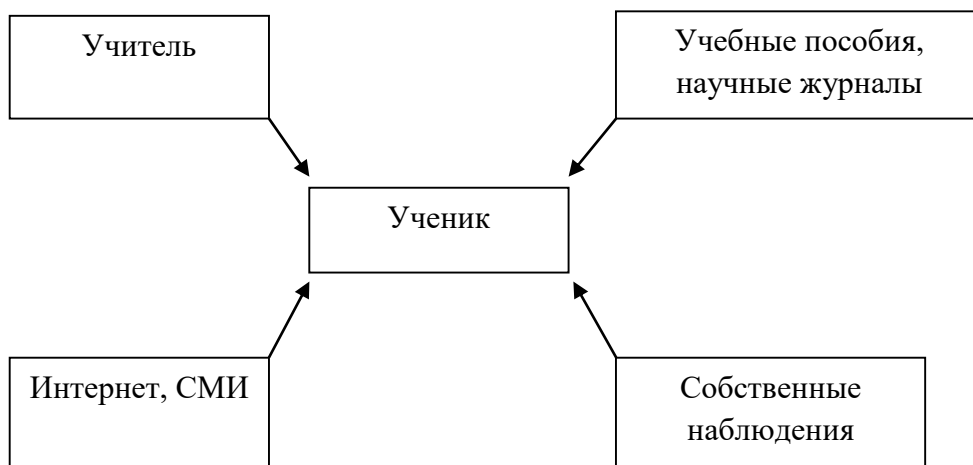 Учитель
Учебные пособия,
научные журналы
Ученик
Интернет, СМИ
Собственные
наблюдения